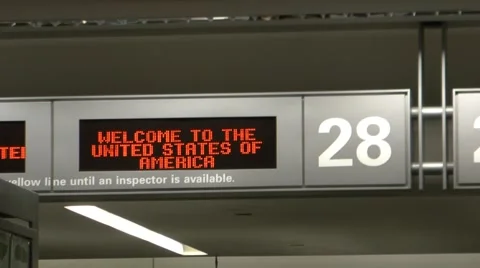 WELCOME TO THE
UNITED STATES OF
AMERICA
28
yellow line until an inspector is available.